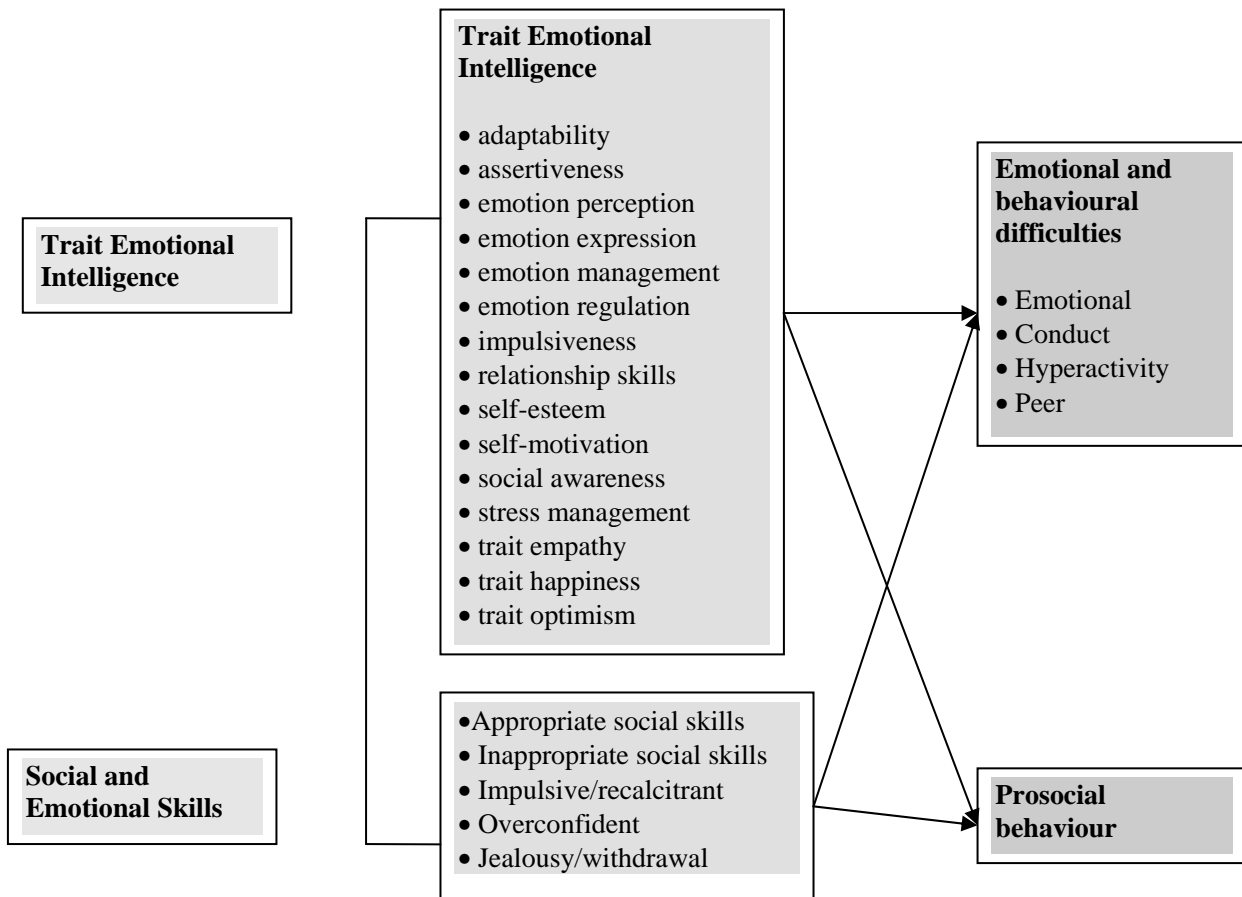 Trait Emotional
Intelligence
Social and
Emotional Skills
Trait Emotional
Intelligence
• adaptability
• assertiveness
• emotion perception
• emotion expression
• emotion management
• emotion regulation
• impulsiveness
• relationship skills
• self-esteem
• self-motivation
• social awareness
• stress management
• trait empathy
• trait happiness
• trait optimism
•Appropriate social skills
• Inappropriate social skills
• Impulsive/recalcitrant
• Overconfident
• Jealousy/withdrawal
Emotional and
behavioural
difficulties
• Emotional
• Conduct
• Hyperactivity
• Peer
Prosocial
behaviour